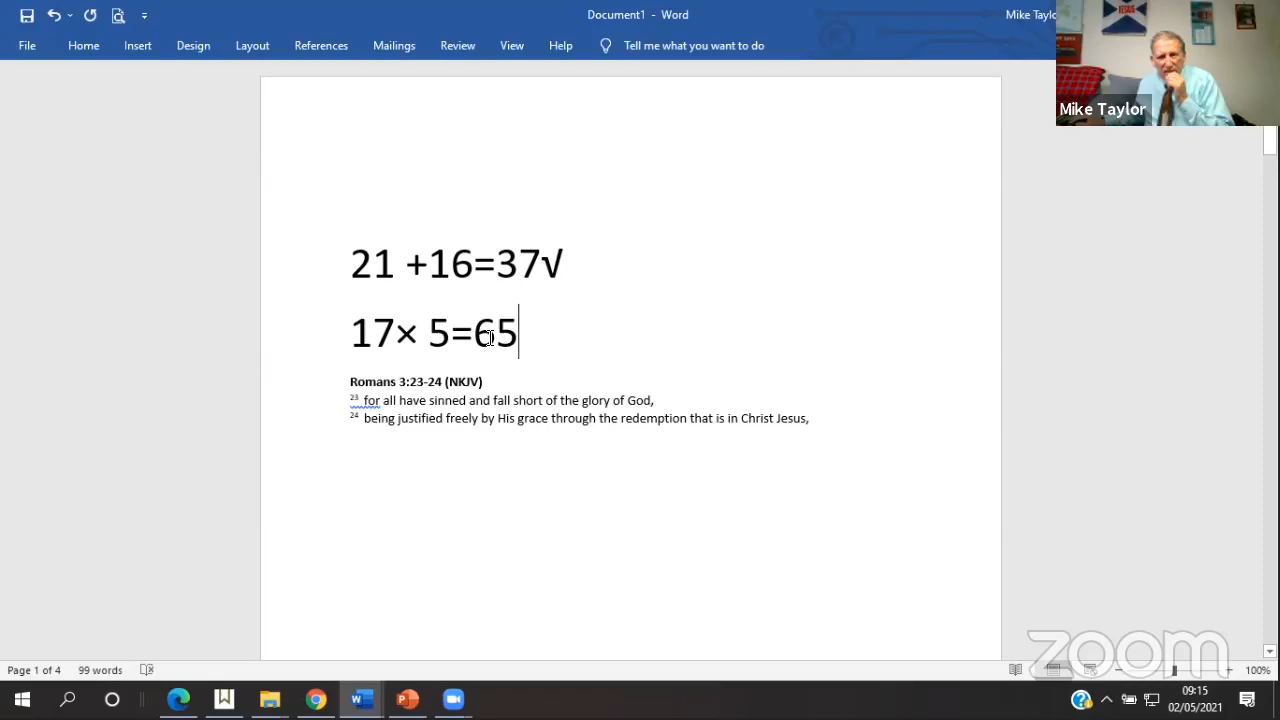 Document1 - Word
Mike Taylo
File Home Insert Design Layout References Mailings Review View Help Tell me what you want to do
Mike Taylor
21 +16=37√
17× 5=65
Romans 3:23-24 (NKJV)
23 for all have sinned and fall short of the glory of God,
24 being justified freely by His grace through the redemption that is in Christ Jesus,
zoom
Page 1 of 4 99 words 100%
09:15
02/05/2021